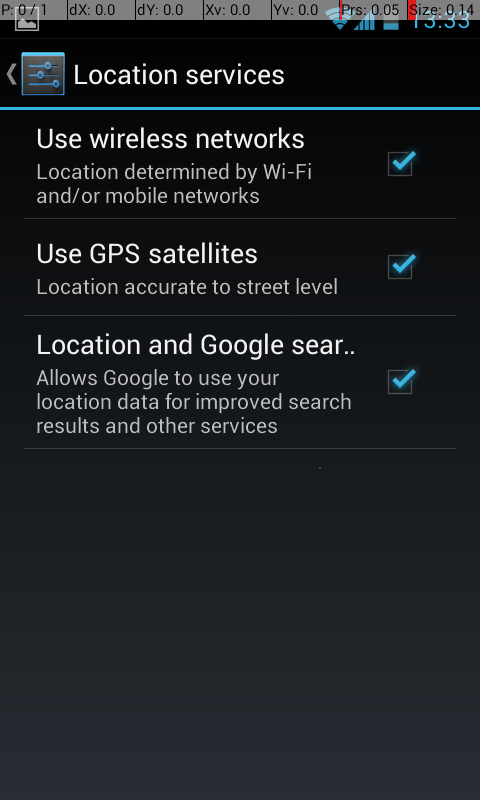 P: 0 / 1 dX: 0.0 dY: 0.0 Xv: 0.0 Yv: 0.0 Prs: 0.05 Size: 0.14
13:33
Location services
Use wireless networks
Location determined by Wi-Fi
and/or mobile networks
Use GPS satellites
Location accurate to street level
Location and Google sear..
Allows Google to use your
location data for improved search
results and other services